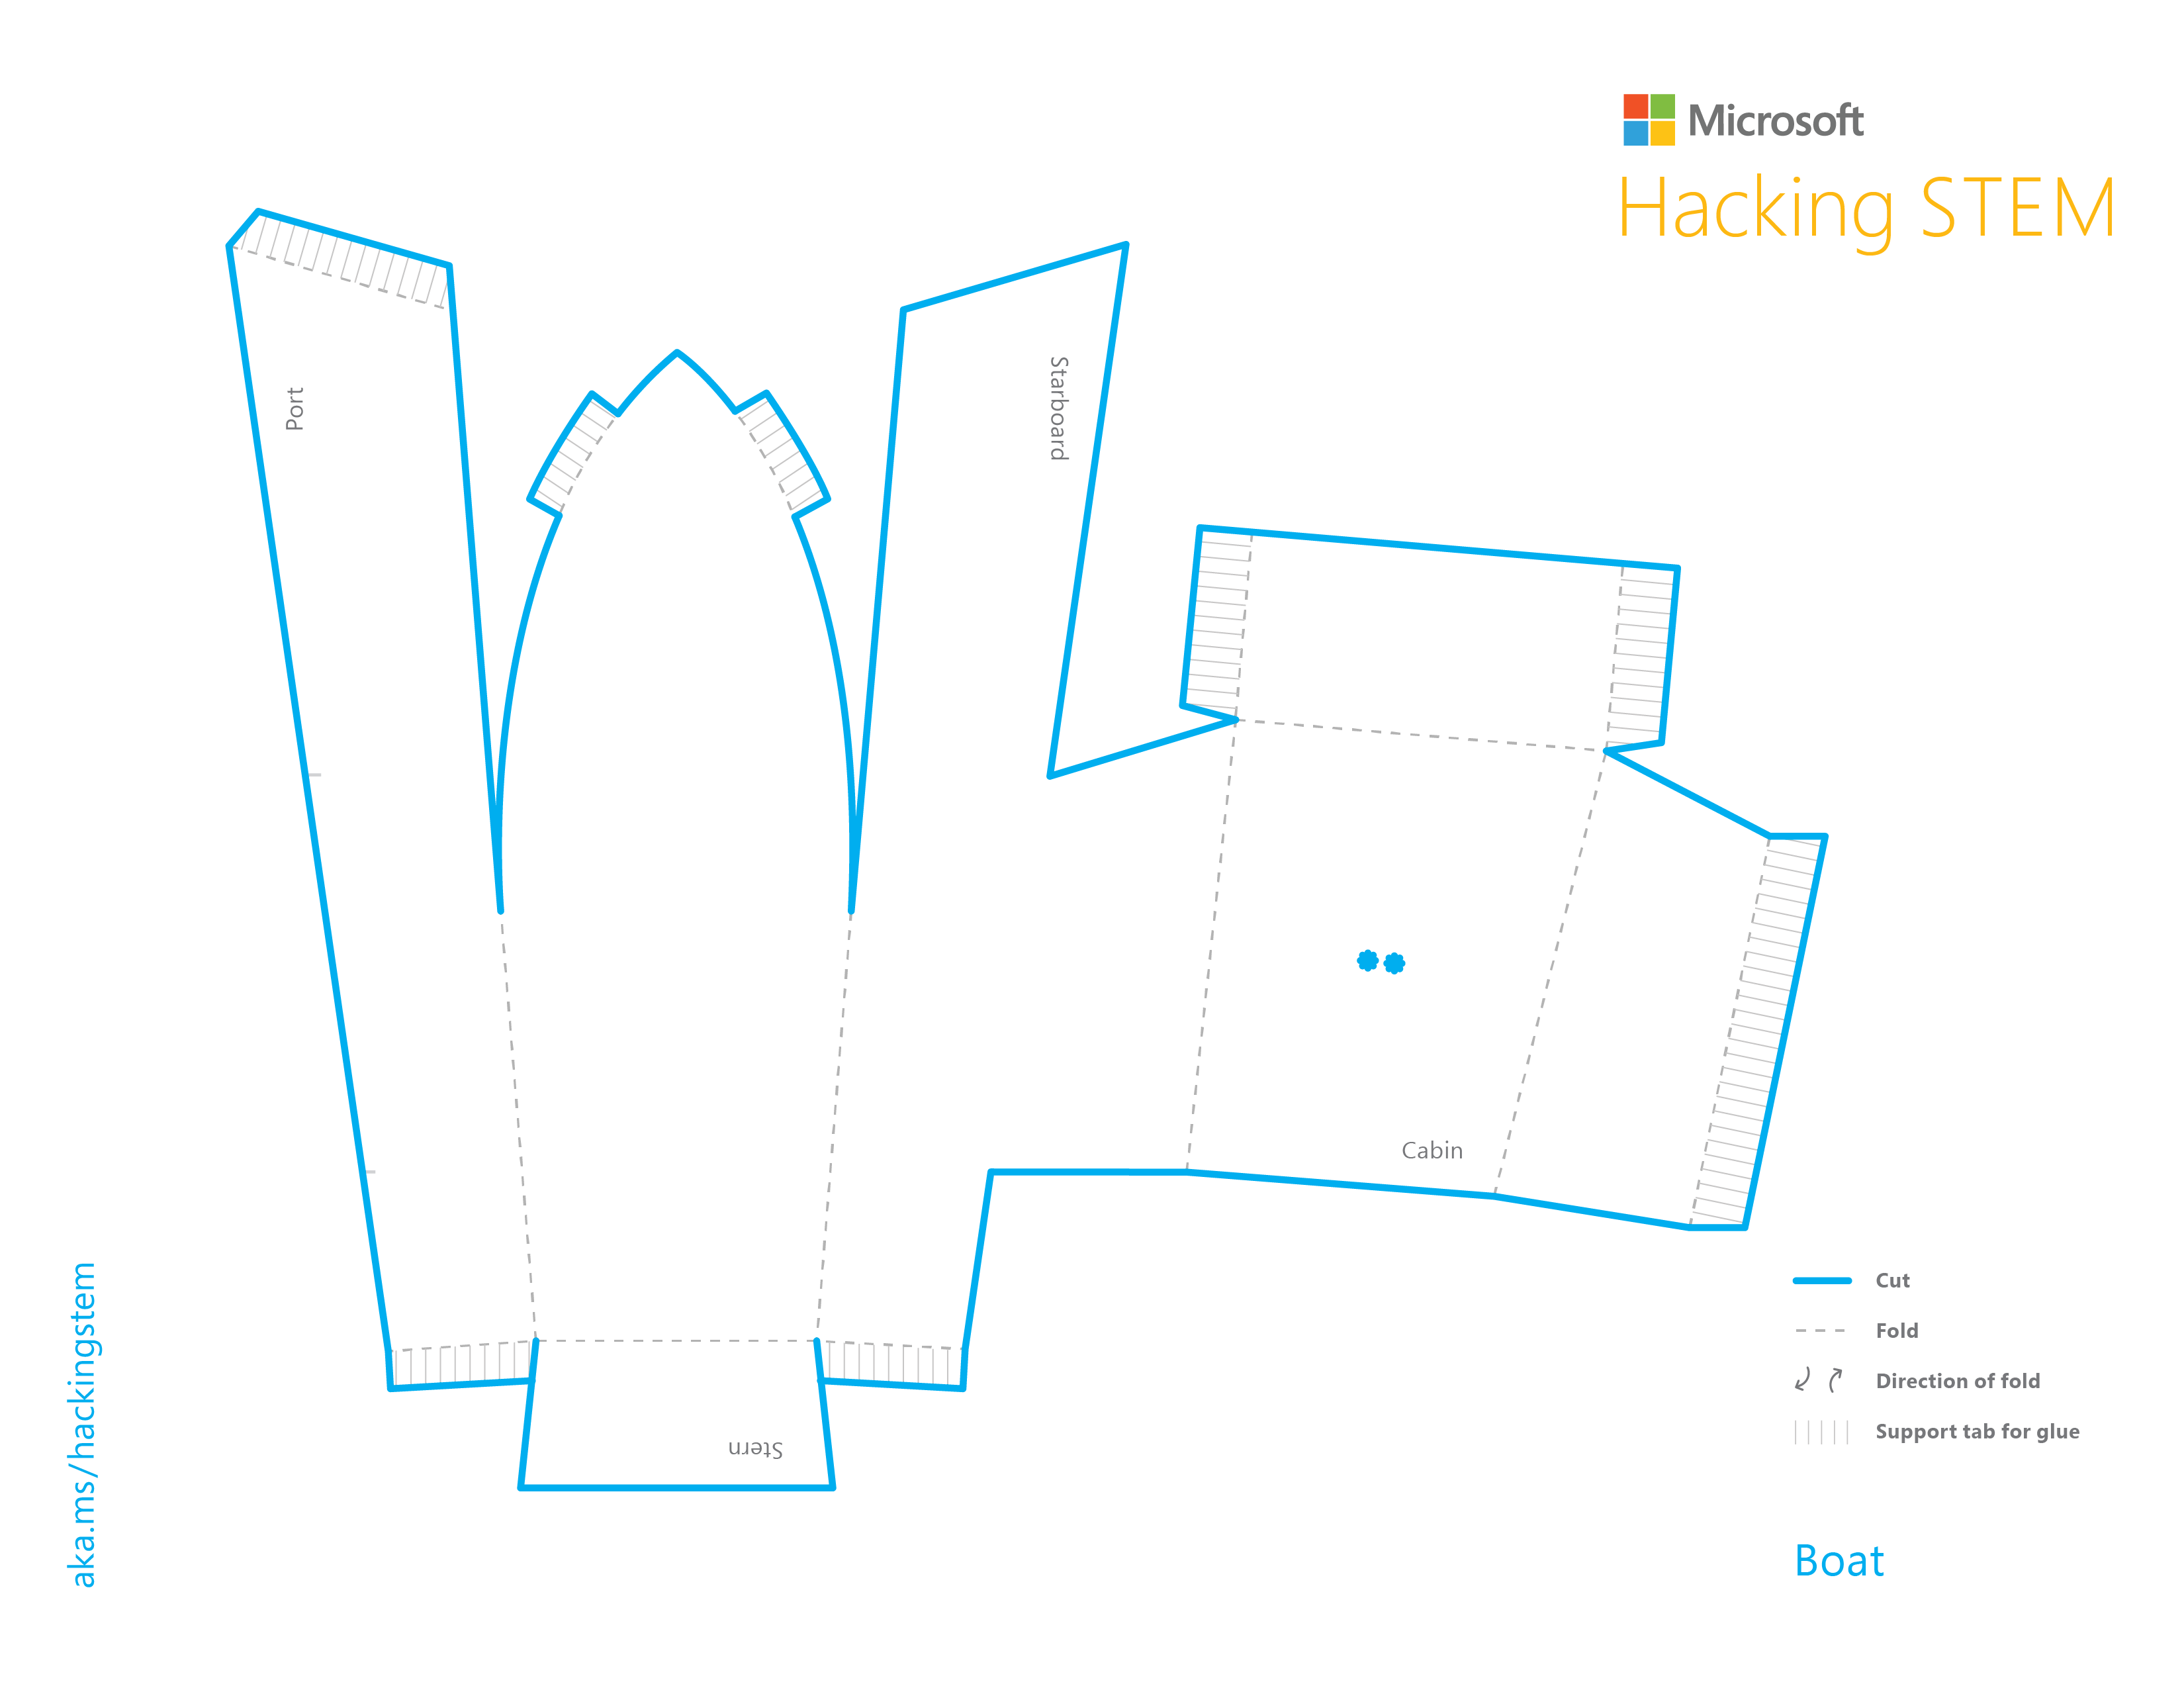 Microsoft
Hacking STEM
Port
Starboard
Cabin
Stern
Cut
Fold
Direction of fold
Support tab for glue
Boat
aka.ms/hackingstem